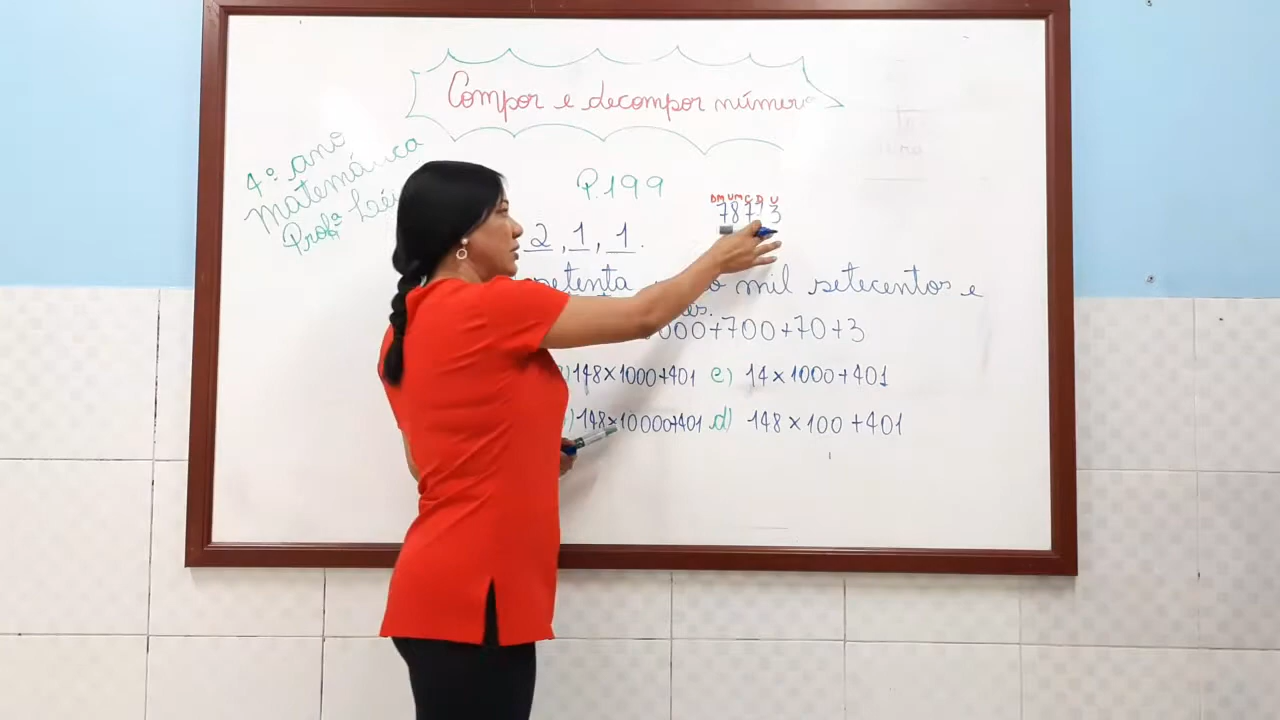 Compor e decompor número
4º ano
Matemática
Profª
P.199
DM UM C D U
78773
2, 1, 1.
setenta mil setecentos e
000+700+70+3
148×1000+401 c) 14×1000+401
148×10000+401 d) 148×100+401